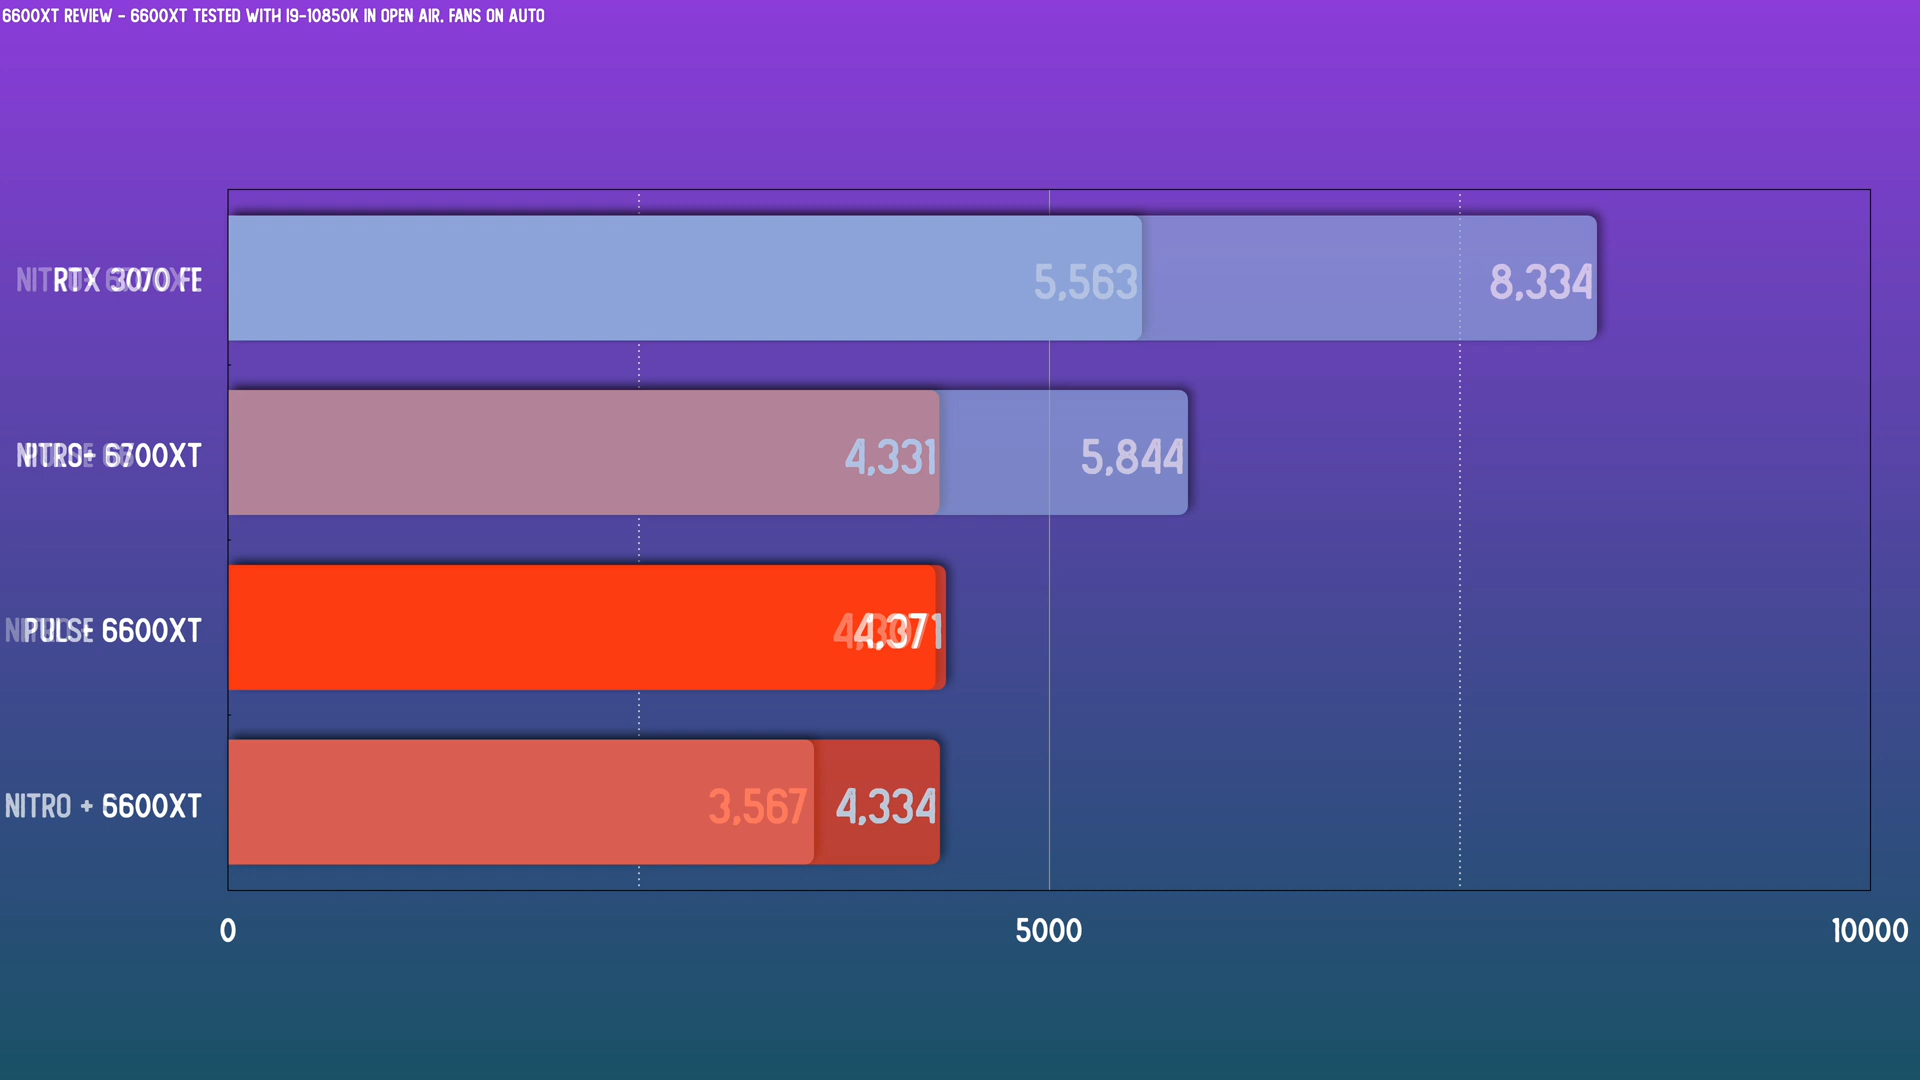 6600XT REVIEW - 6600XT TESTED WITH I9-10850K IN OPEN AIR. FANS ON AUTO
RTX 3070 FE
5,563
8,334
NITRO+ 6700XT
4,331
5,844
PULSE 6600XT
4,371
NITRO + 6600XT
3,567
4,334
0
5000
10000